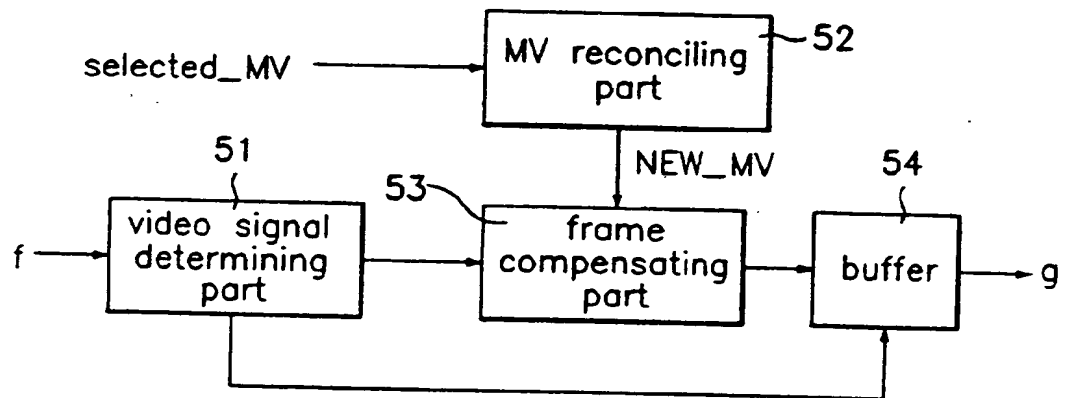 52
MV reconciling
part
selected_MV
51
NEW_MV
54
53
video signal
determining
part
frame
compensating
part
f
buffer
g